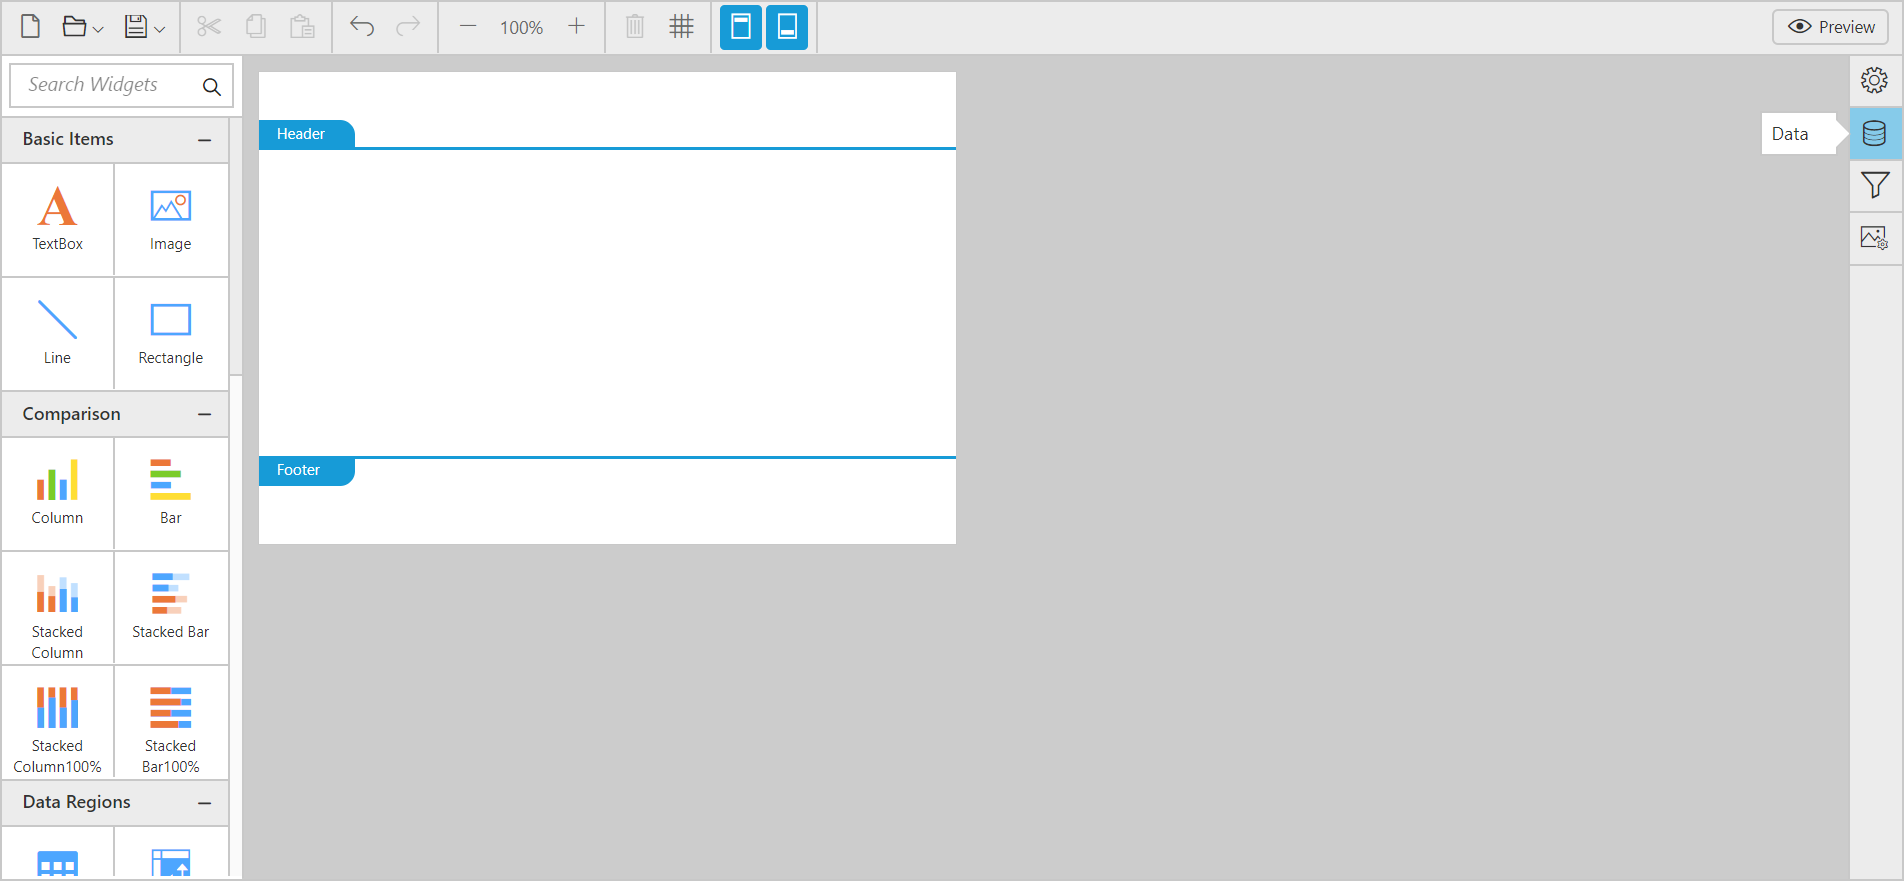 100%
Preview
Search Widgets
Basic Items
Header
Data
A
TextBox
Image
Line
Rectangle
Comparison
Footer
Column
Bar
Stacked
Column
Stacked Bar
Stacked
Column100%
Stacked
Bar100%
Data Regions